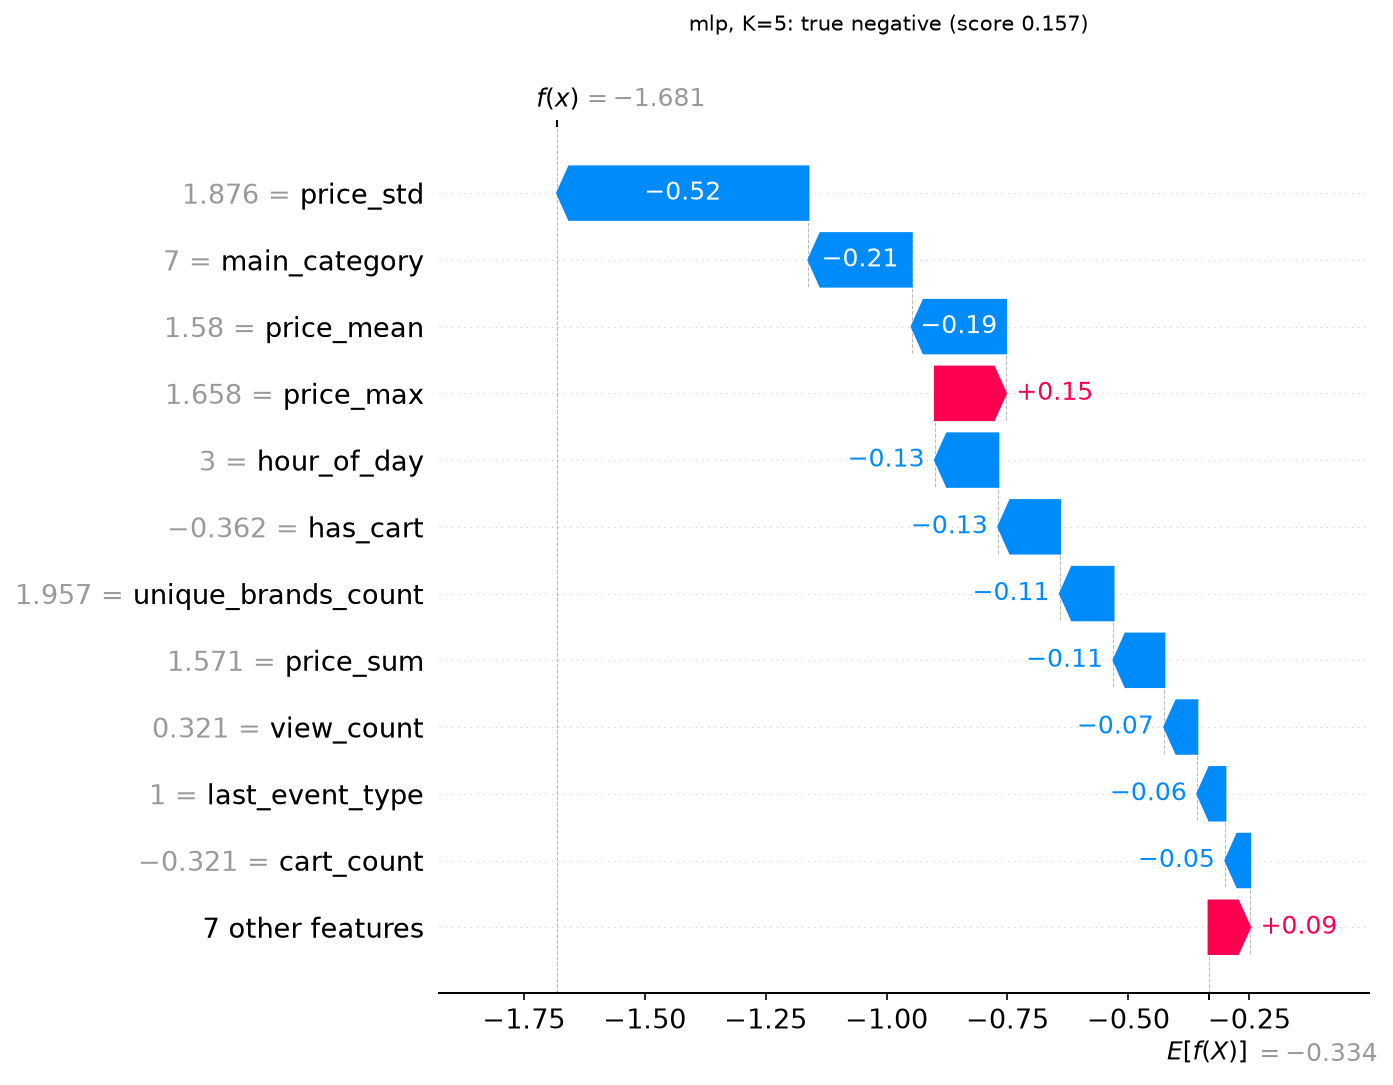 mlp, K=5: true negative (score 0.157)
f(x) = −1.681
1.876 = price_std
−0.52
7 = main_category
−0.21
1.58 = price_mean
−0.19
1.658 = price_max
+0.15
3 = hour_of_day
−0.13
−0.362 = has_cart
−0.13
1.957 = unique_brands_count
−0.11
1.571 = price_sum
−0.11
0.321 = view_count
−0.07
1 = last_event_type
−0.06
−0.321 = cart_count
−0.05
7 other features
+0.09
−1.75 −1.50 −1.25 −1.00 −0.75 −0.50 −0.25
E[f(X)] = −0.334